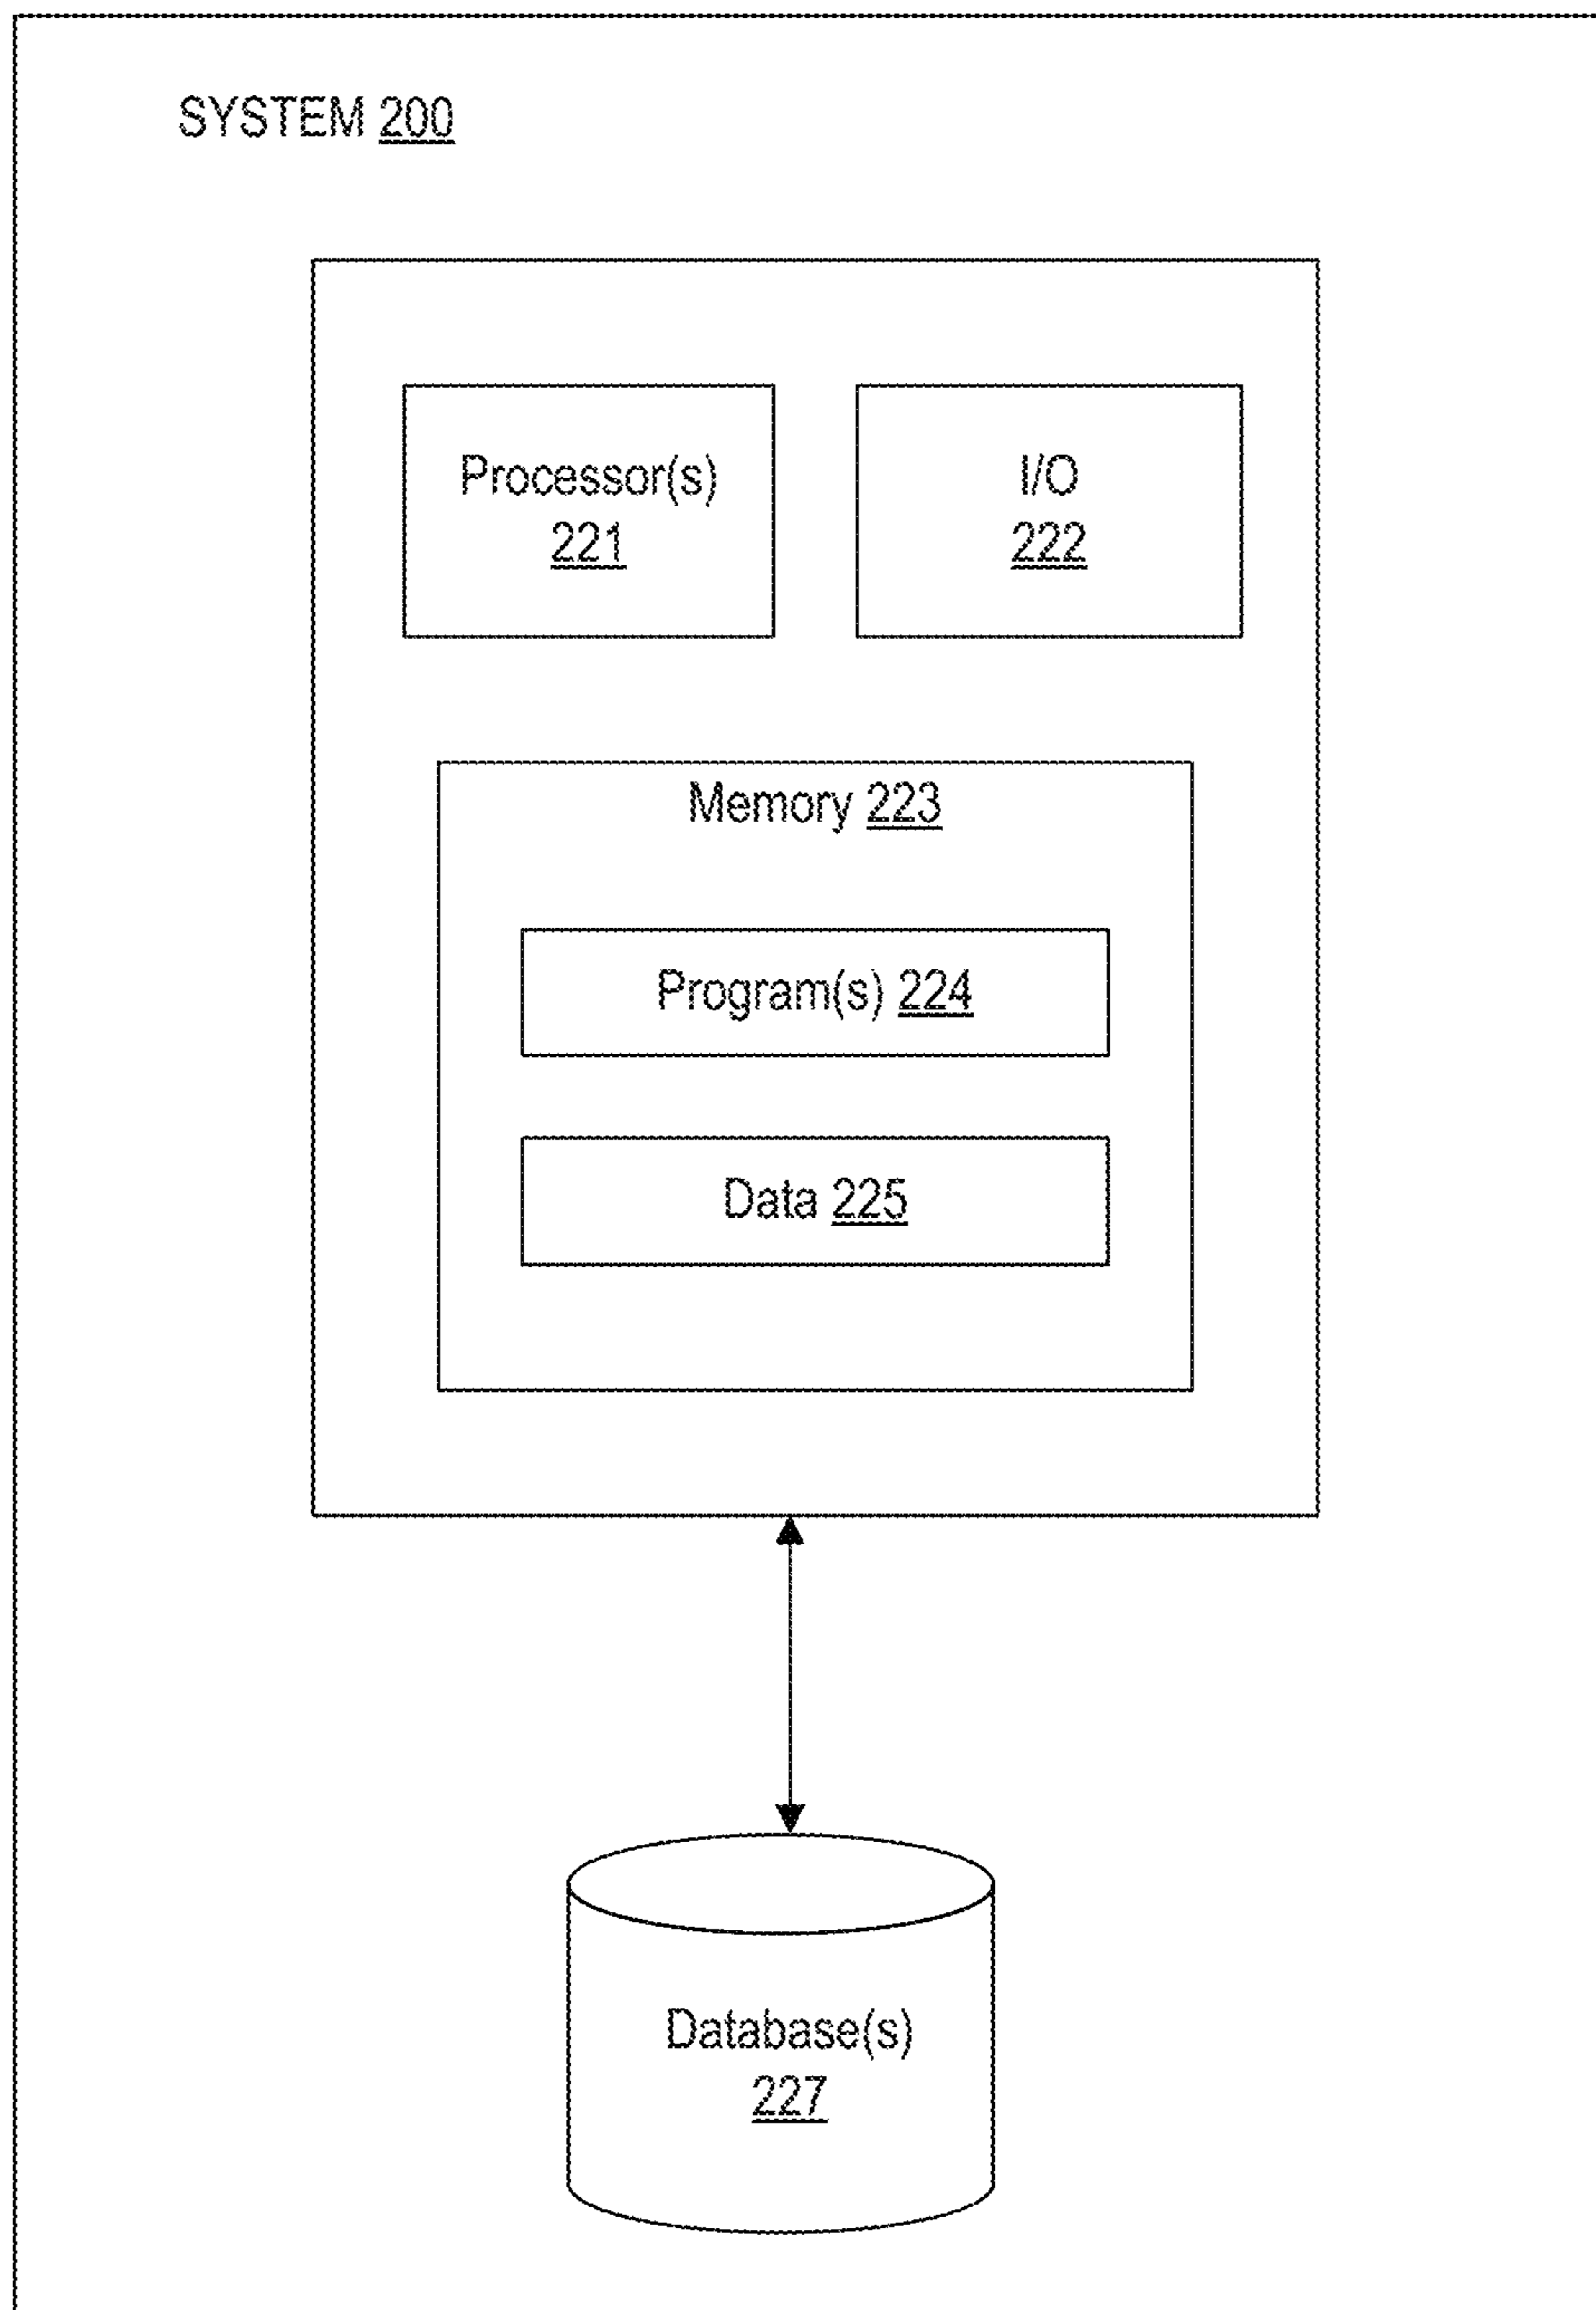 SYSTEM 200
Processor(s)
221
I/O
222
Memory 223
Program(s) 224
Data 225
Database(s)
227